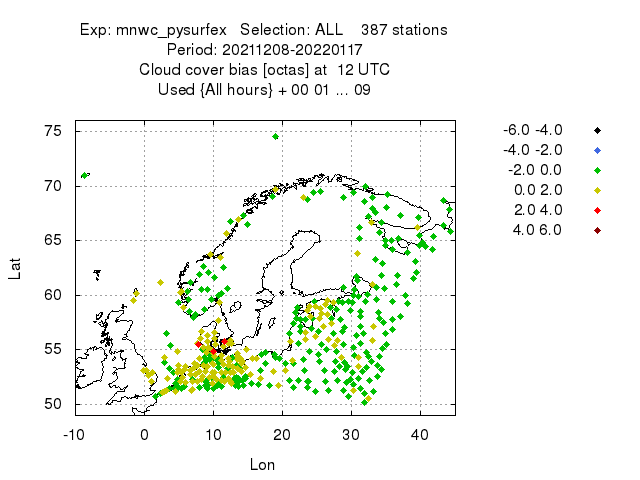 Exp: mnwc_pysurfex   Selection: ALL    387 stations
Period: 20211208-20220117
Cloud cover bias [octas] at  12 UTC
Used {All hours} + 00 01 ... 09
-6.0 -4.0
-4.0 -2.0
-2.0 0.0
0.0 2.0
2.0 4.0
4.0 6.0
75
70
65
60
55
50
Lat
-10 0 10 20 30 40
Lon